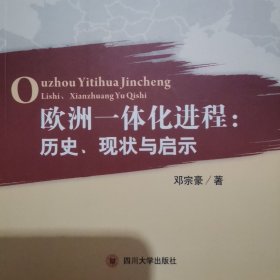 Ouzhou Yitihua Jincheng
Lishi、Xianzhuang Yu Qishi
欧洲一体化进程：
历史、现状与启示
邓宗豪／著
四川大学出版社